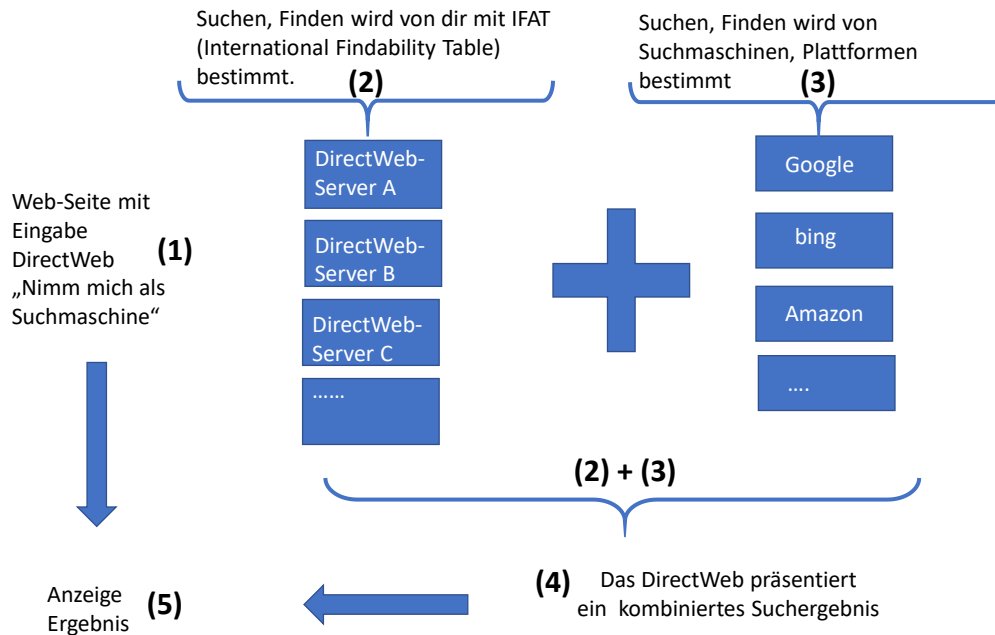 Suchen, Finden wird von dir mit IFAT
(International Findability Table)
bestimmt.
(2)
Suchen, Finden wird von
Suchmaschinen, Plattformen
bestimmt
(3)
DirectWeb-
Server A
DirectWeb-
Server B
DirectWeb-
Server C
......
Google
bing
Amazon
....
Web-Seite mit
Eingabe
DirectWeb
„Nimm mich als
Suchmaschine“
(1)
(2) + (3)
(4)
Das DirectWeb präsentiert
ein kombiniertes Suchergebnis
Anzeige
Ergebnis
(5)